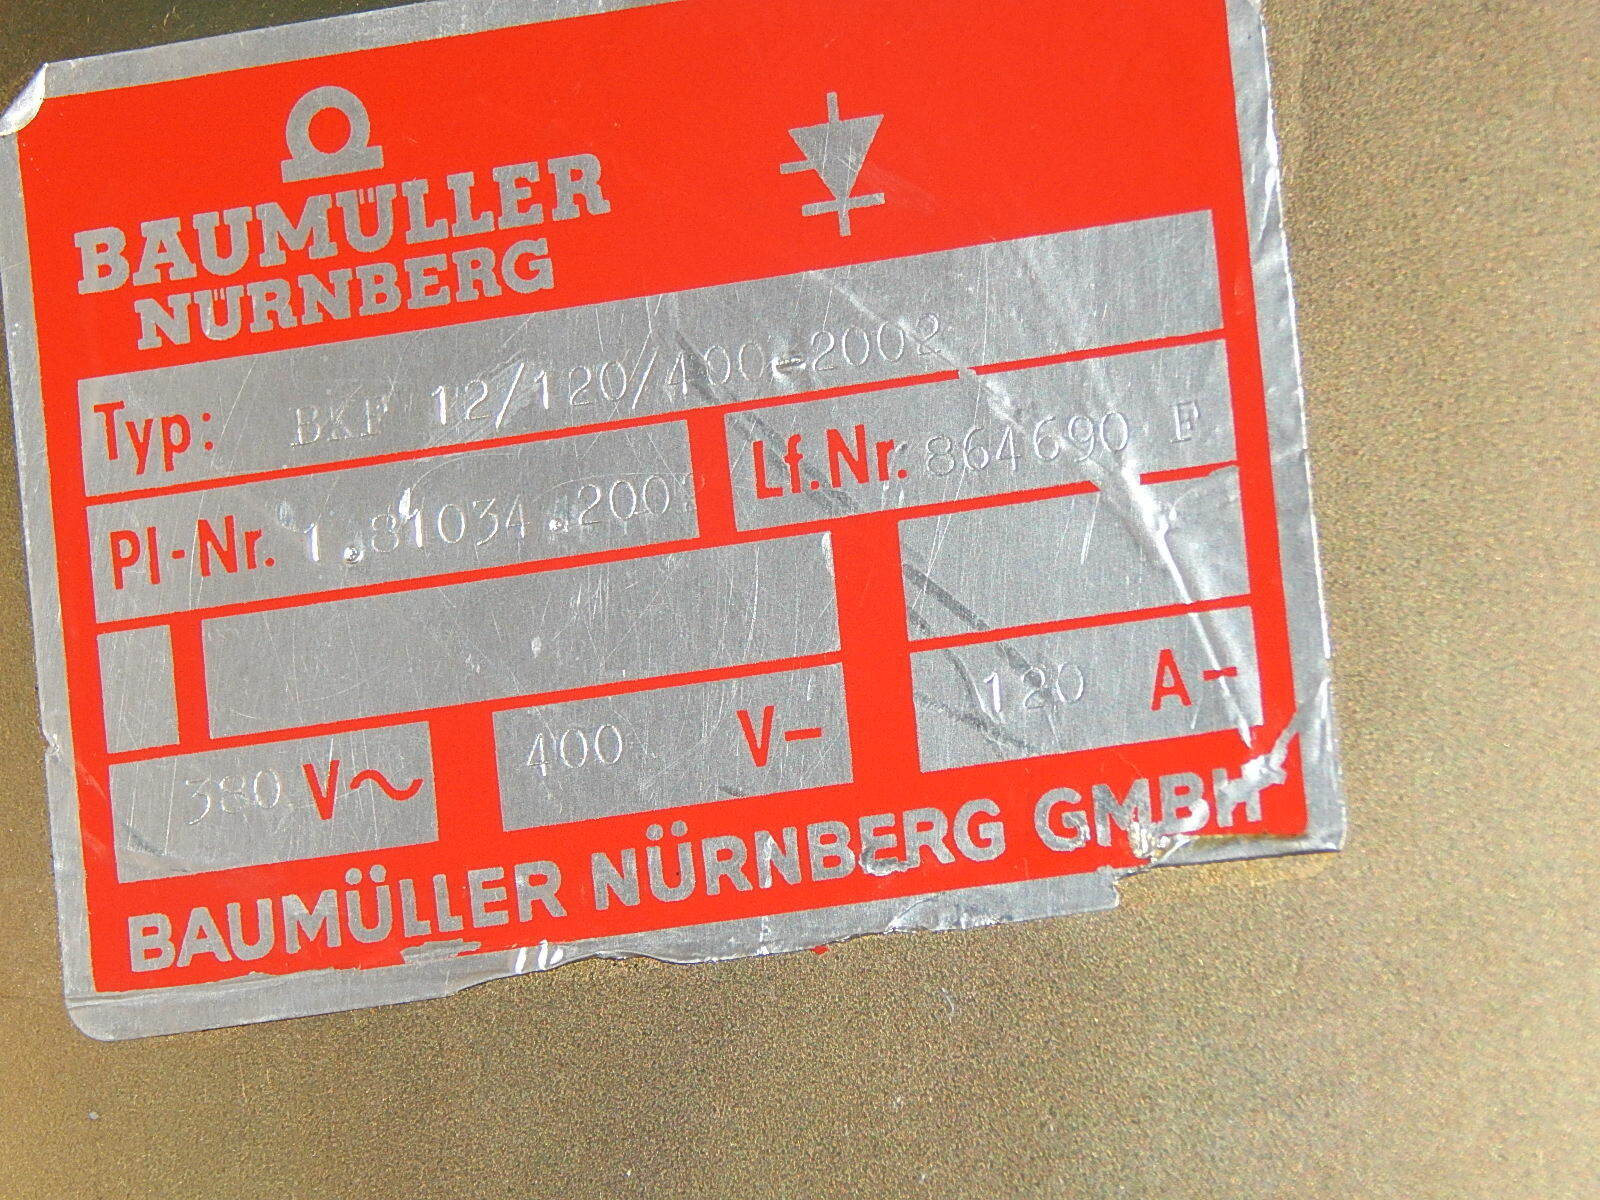 BAUMÜLLER
NÜRNBERG
Typ: BKF 12/120/400-2002
Pl-Nr. 1.81034.2002 Lf.Nr. 864690 F
380 V~ 400 V- 120 A-
BAUMÜLLER NÜRNBERG GMBH